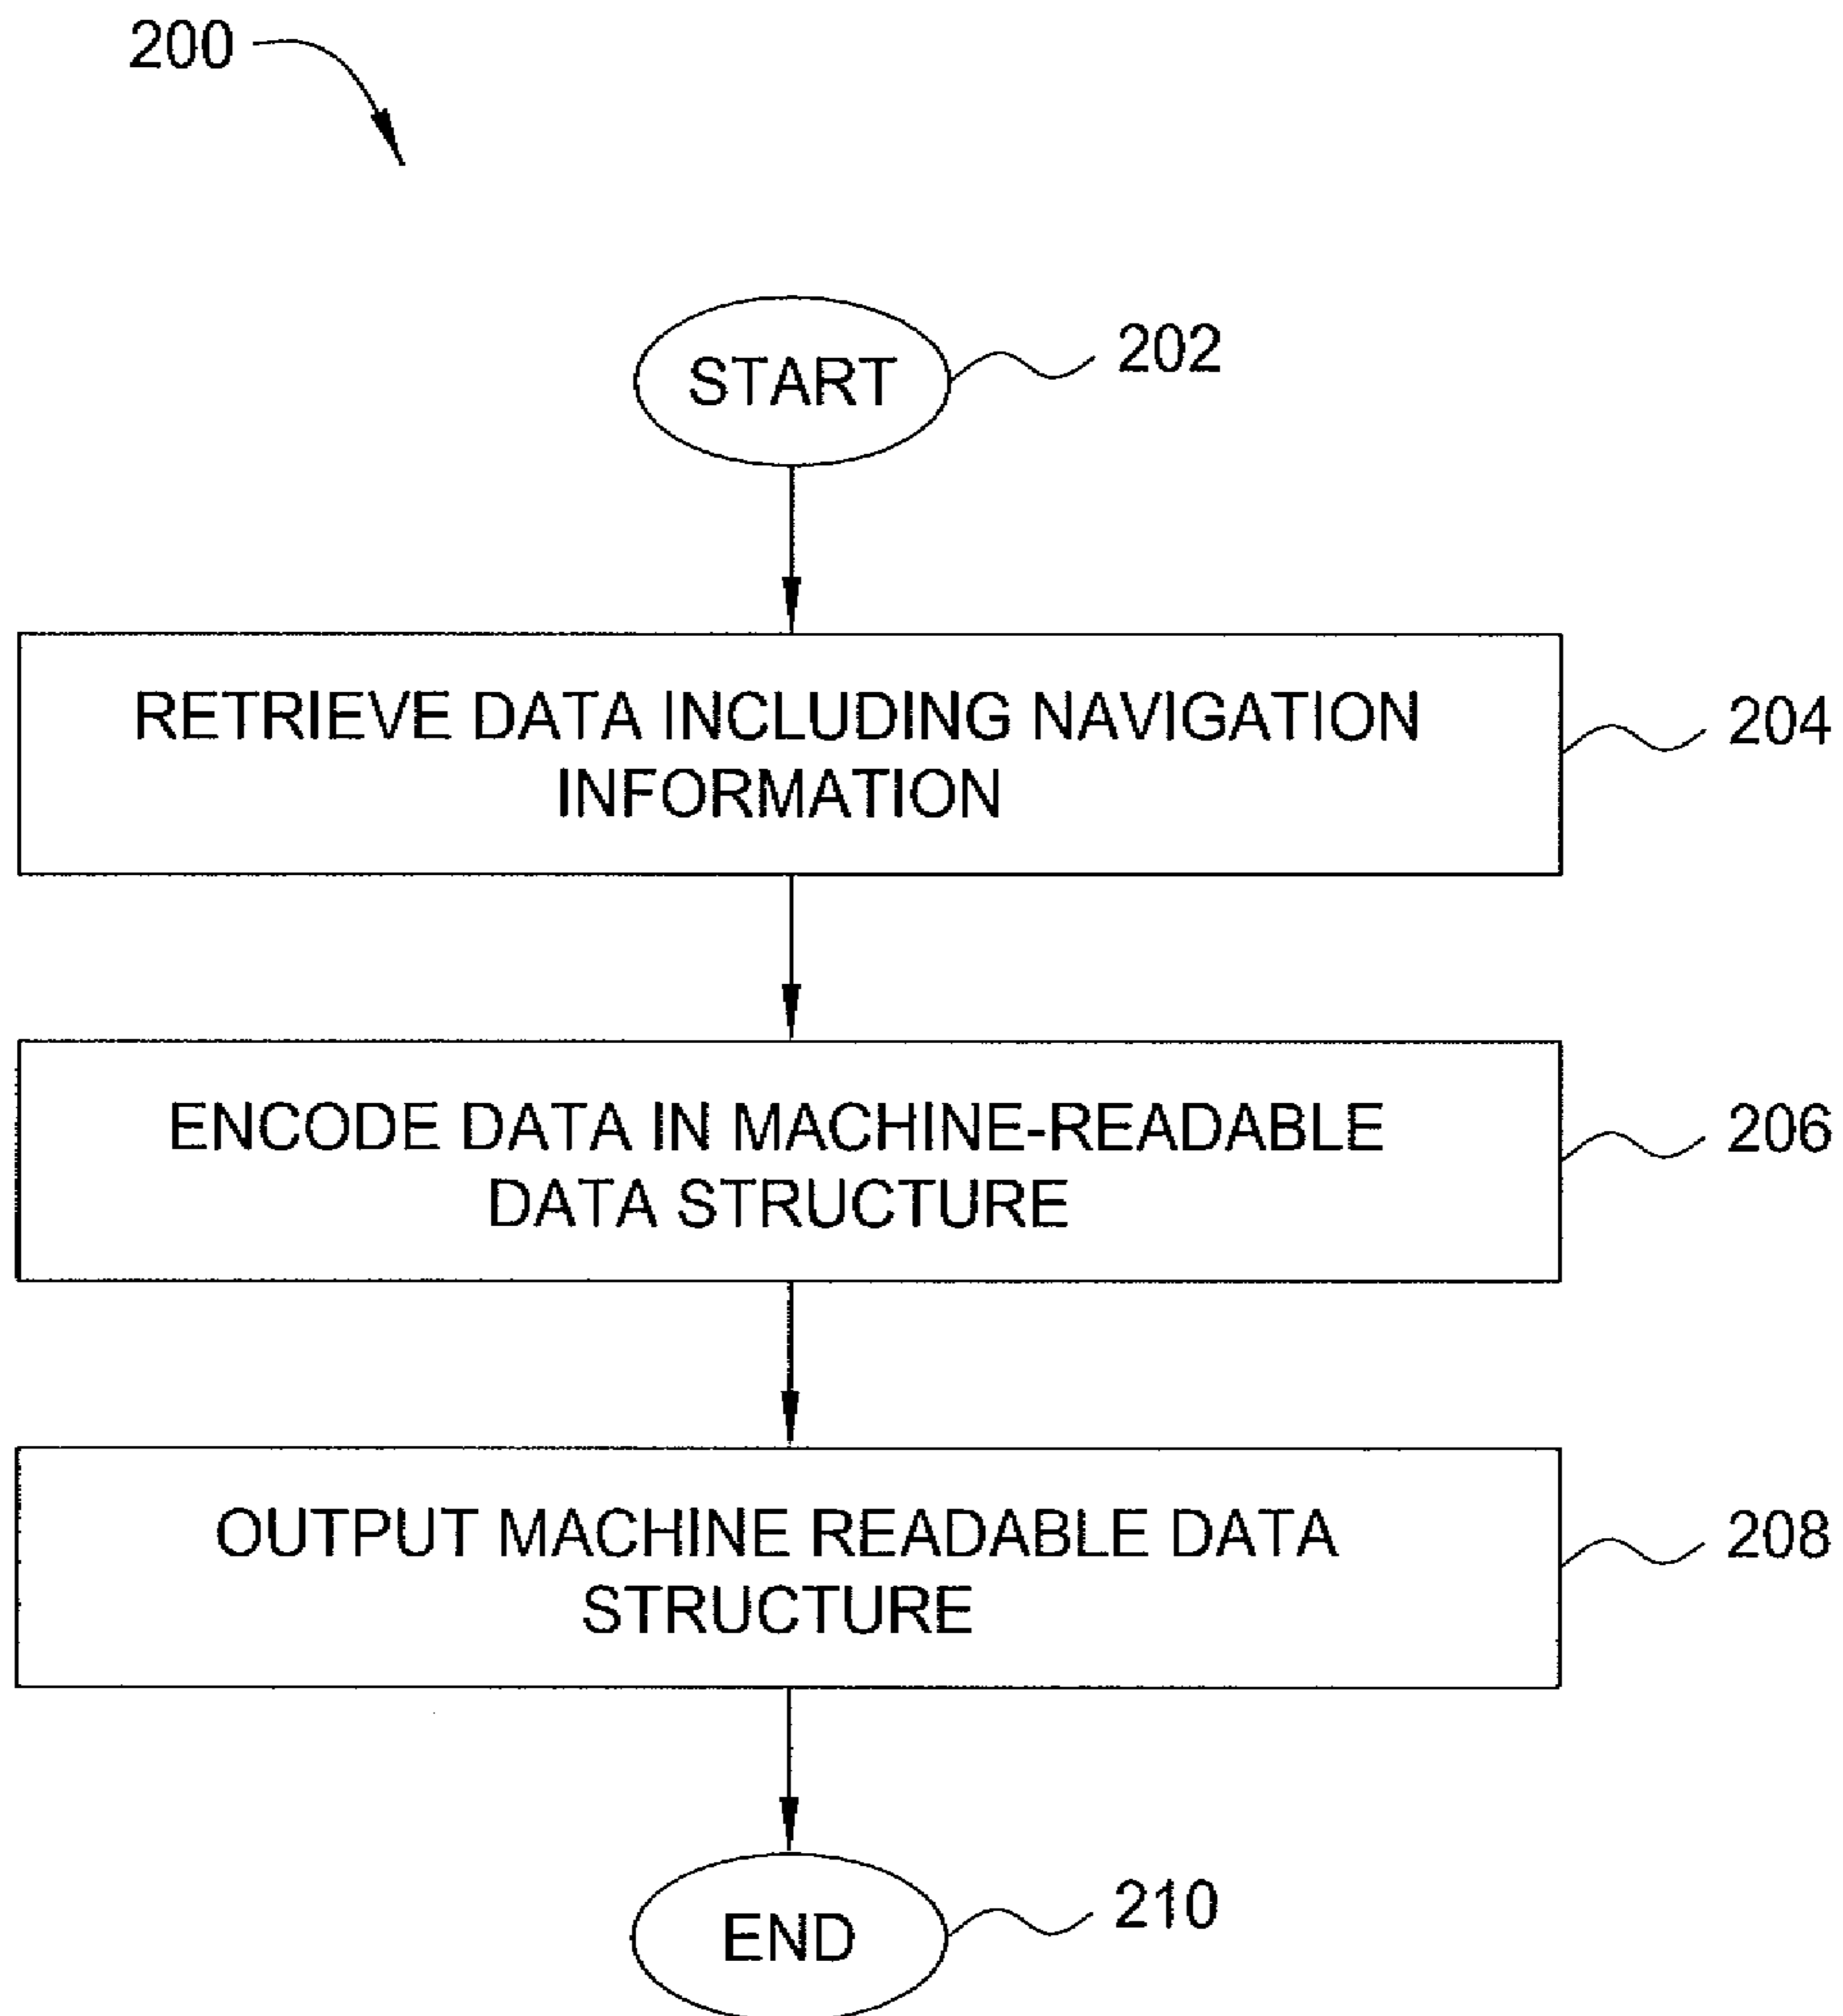 200
START
202
RETRIEVE DATA INCLUDING NAVIGATION
INFORMATION
204
ENCODE DATA IN MACHINE-READABLE
DATA STRUCTURE
206
OUTPUT MACHINE READABLE DATA
STRUCTURE
208
END
210